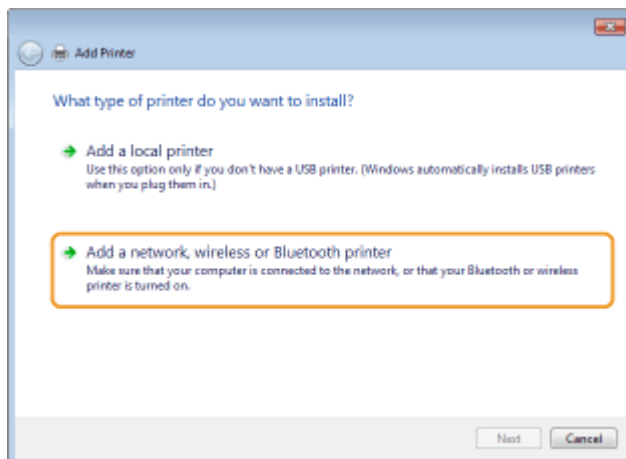 Add Printer
What type of printer do you want to install?
Add a local printer
Use this option only if you don't have a USB printer. (Windows automatically installs USB printers
when you plug them in.)
Add a network, wireless or Bluetooth printer
Make sure that your computer is connected to the network, or that your Bluetooth or wireless
printer is turned on.
Next Cancel